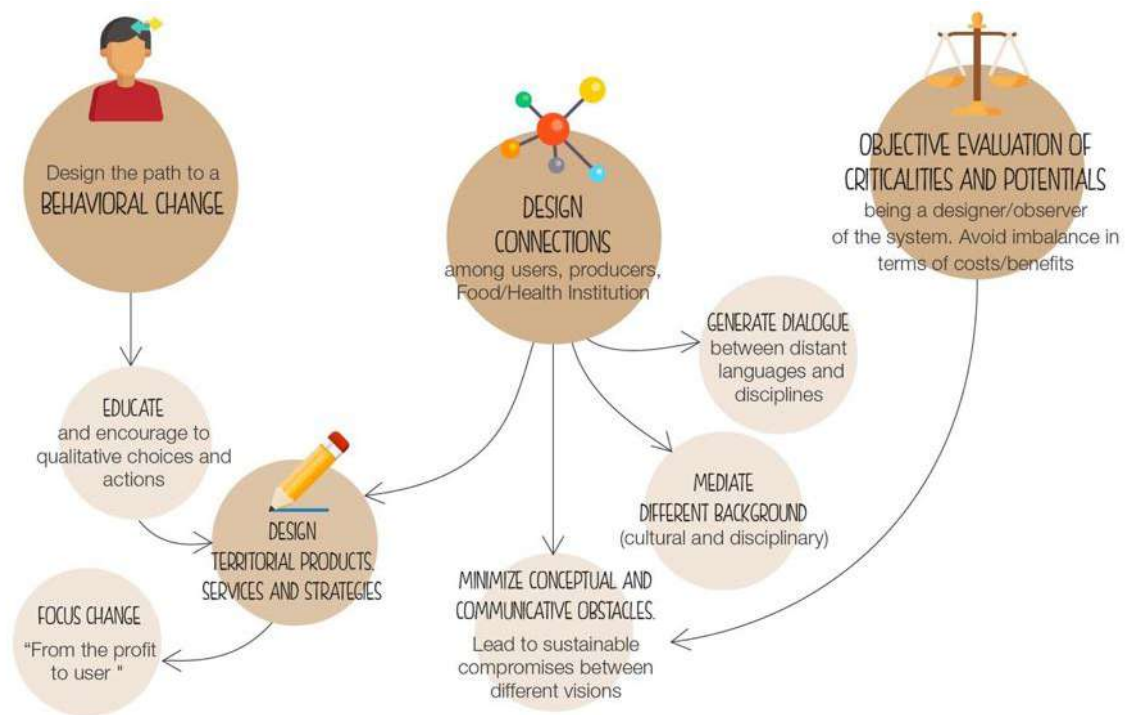 Design the path to a
BEHAVIORAL CHANGE
DESIGN
CONNECTIONS
among users, producers,
Food/Health Institution
OBJECTIVE EVALUATION OF
CRITICALITIES AND POTENTIALS
being a designer/observer
of the system. Avoid imbalance in
terms of costs/benefits
GENERATE DIALOGUE
between distant
languages and
disciplines
EDUCATE
and encourage to
qualitative choices and
actions
MEDIATE
DIFFERENT BACKGROUND
(cultural and disciplinary)
DESIGN
TERRITORIAL PRODUCTS.
SERVICES AND STRATEGIES
MINIMIZE CONCEPTUAL AND
COMMUNICATIVE OBSTACLES.
Lead to sustainable
compromises between
different visions
FOCUS CHANGE
“From the profit
to user "